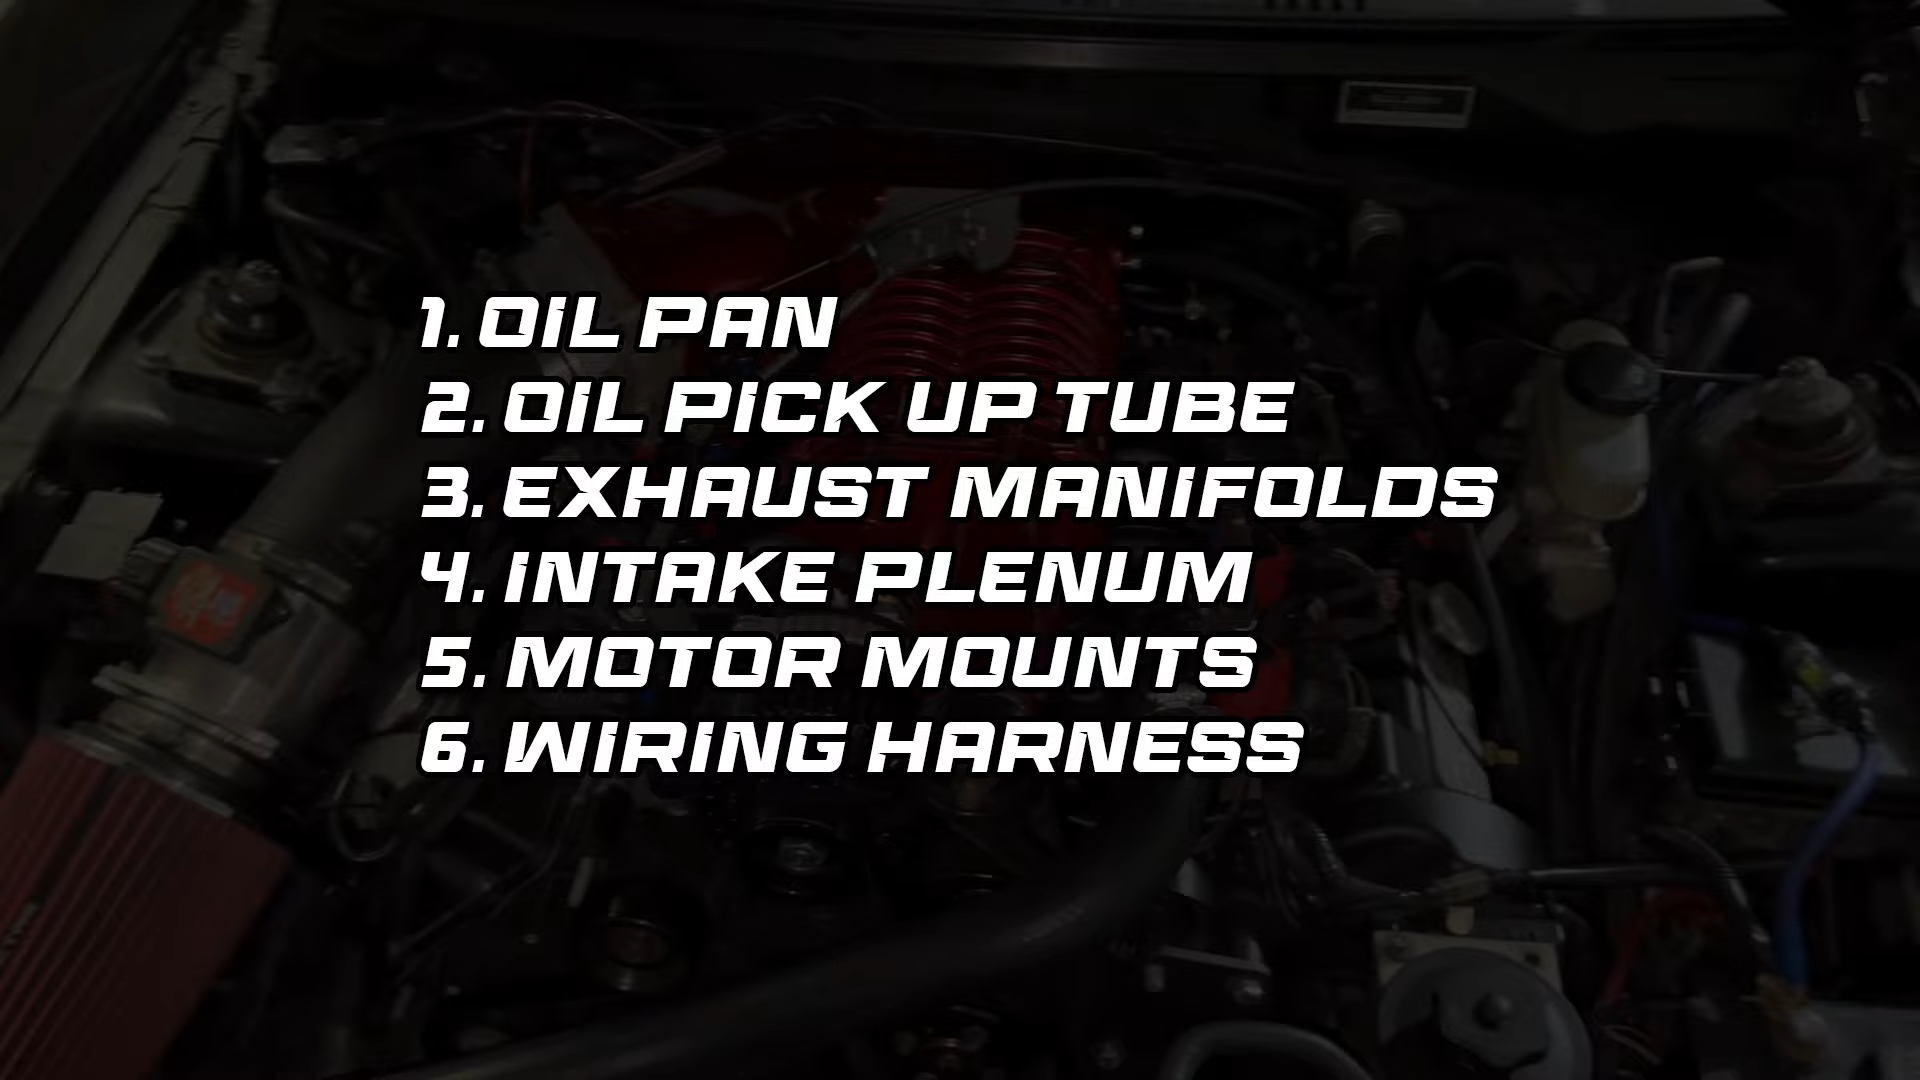 1. OIL PAN
2. OIL PICK UP TUBE
3. EXHAUST MANIFOLDS
4. INTAKE PLENUM
5. MOTOR MOUNTS
6. WIRING HARNESS